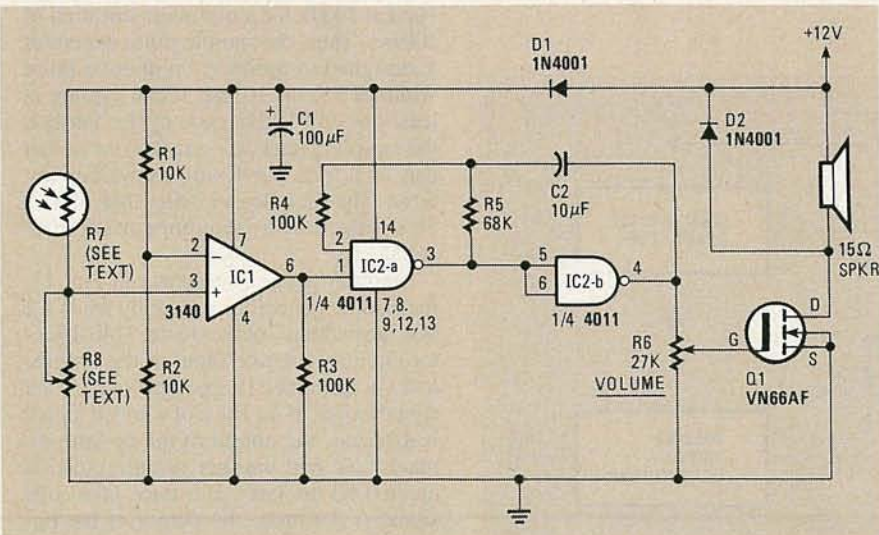 D1
1N4001
+12V
D2
1N4001
C1
100µF
R1
10K
R4
100K
R5
68K
C2
10µF
R7
(SEE
TEXT)
2
7
3
6
4
IC1
3140
2
1
14
3
IC2-a
1/4 4011
7,8.
9,12,13
5
6
4
IC2-b
1/4 4011
15Ω
SPKR
R8
(SEE
TEXT)
R2
10K
R3
100K
R6
27K
VOLUME
G
D
S
Q1
VN66AF